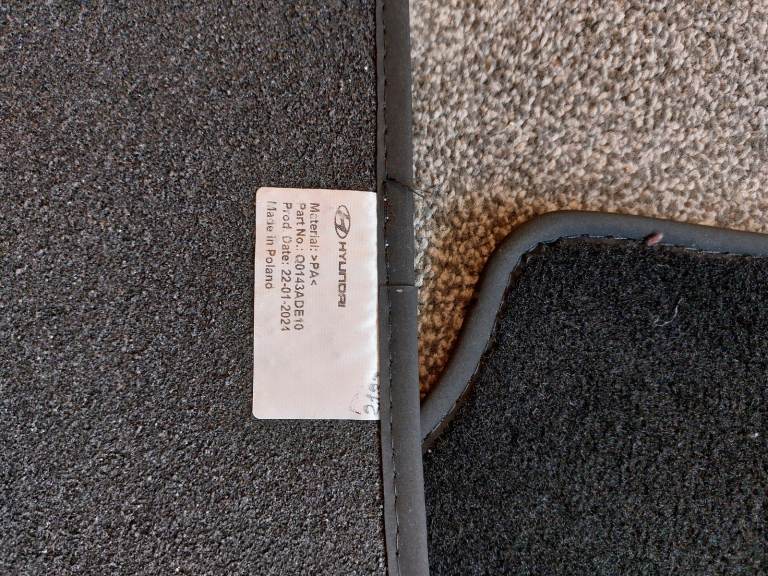 HYUNDAI
Material: >PA<
Part No.: Q0143ADE10
Prod. Date: 22-01-2024
Made in Poland